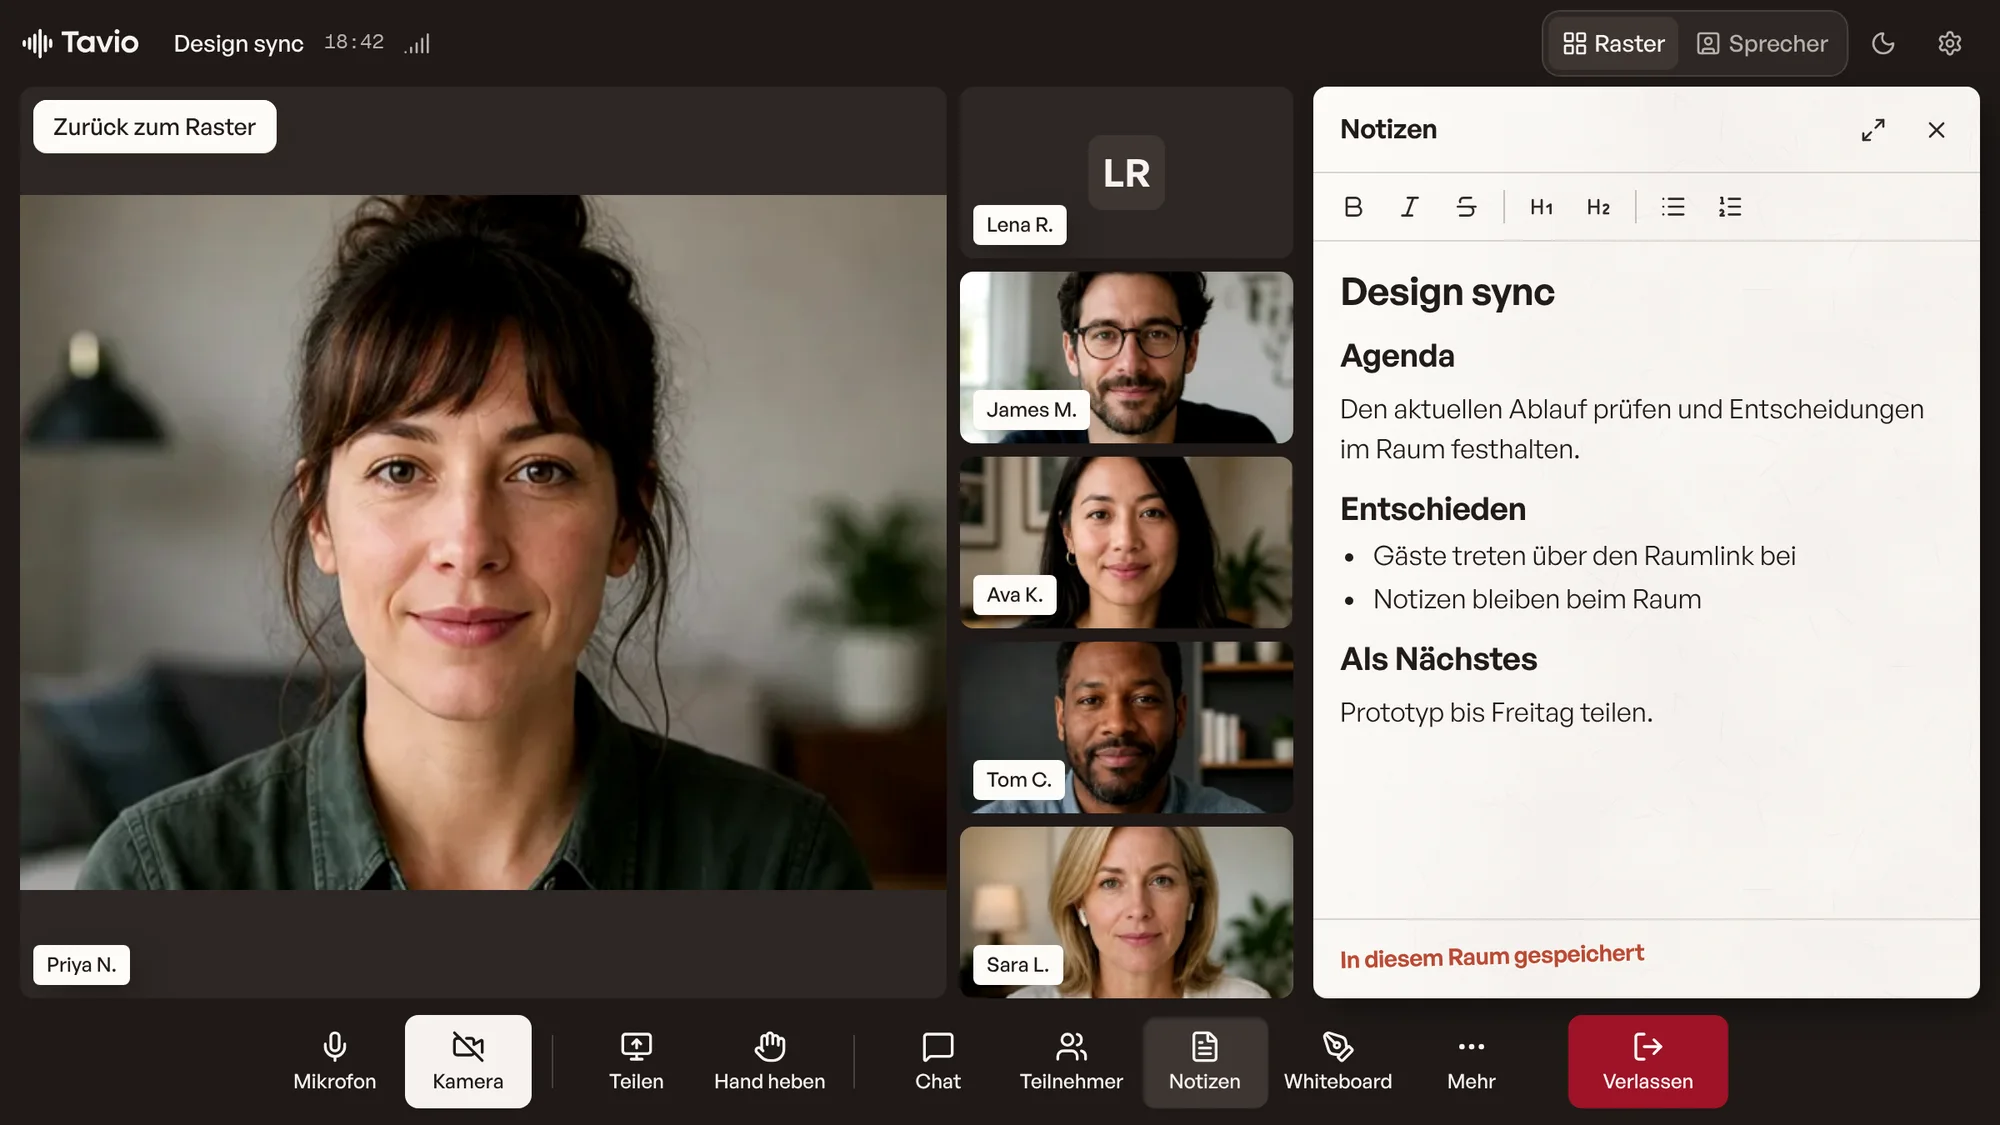 Tavio
Design sync
18:42
Raster
Sprecher
Zurück zum Raster
Priya N.
LR
Lena R.
James M.
Ava K.
Tom C.
Sara L.
Notizen
B I S H1 H2
Design sync
Agenda
Den aktuellen Ablauf prüfen und Entscheidungen
im Raum festhalten.
Entschieden
• Gäste treten über den Raumlink bei
• Notizen bleiben beim Raum
Als Nächstes
Prototyp bis Freitag teilen.
In diesem Raum gespeichert
Mikrofon
Kamera
Teilen
Hand heben
Chat
Teilnehmer
Notizen
Whiteboard
Mehr
Verlassen